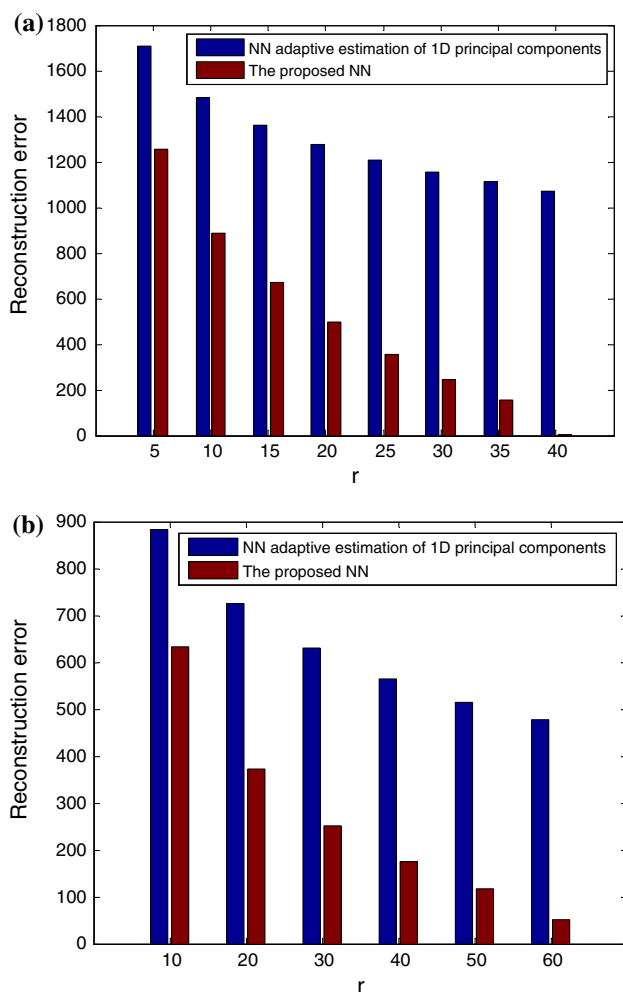 (a)
1800
1600
1400
1200
1000
800
600
400
200
0
Reconstruction error
NN adaptive estimation of 1D principal components
The proposed NN
5 10 15 20 25 30 35 40
r
(b)
900
800
700
600
500
400
300
200
100
0
Reconstruction error
NN adaptive estimation of 1D principal components
The proposed NN
10 20 30 40 50 60
r